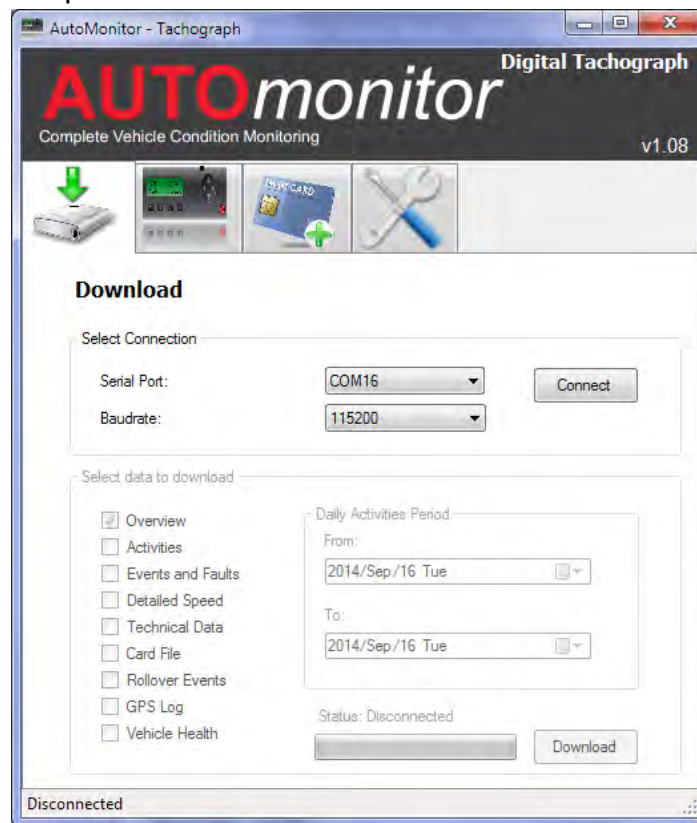 AutoMonitor - Tachograph
Digital Tachograph
AUTOmonitor
Complete Vehicle Condition Monitoring
v1.08
SMART CARD
Download
Select Connection
Serial Port:
COM16
Connect
Baudrate:
115200
Select data to download
Overview
Activities
Events and Faults
Detailed Speed
Technical Data
Card File
Rollover Events
GPS Log
Vehicle Health
Daily Activities Period
From:
2014/Sep/16 Tue
To:
2014/Sep/16 Tue
Status: Disconnected
Download
Disconnected